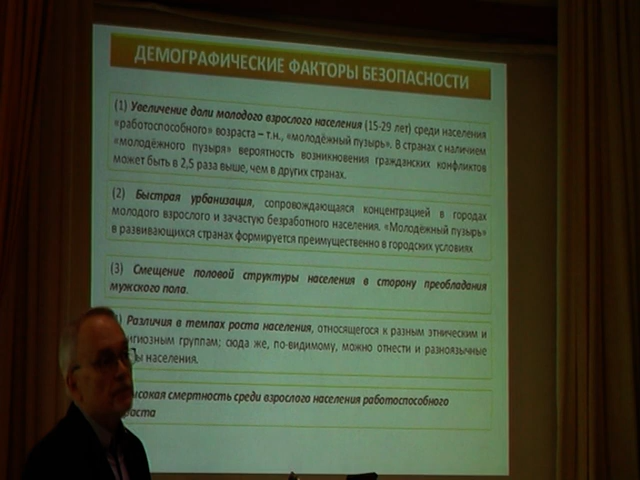 ДЕМОГРАФИЧЕСКИЕ ФАКТОРЫ БЕЗОПАСНОСТИ
(1) Увеличение доли молодого взрослого населения (15-29 лет) среди населения
«работоспособного» возраста – т.н., «молодёжный пузырь». В странах с наличием
«молодёжного пузыря» вероятность возникновения гражданских конфликтов
может быть в 2,5 раза выше, чем в других странах.
(2) Быстрая урбанизация, сопровождающаяся концентрацией в городах
молодого взрослого и зачастую безработного населения. «Молодёжный пузырь»
в развивающихся странах формируется преимущественно в городских условиях
(3) Смещение половой структуры населения в сторону преобладания
мужского пола.
Различия в темпах роста населения, относящегося к разным этническим и
группам; сюда же, по-видимому, можно отнести и разноязычные
населения.
смертность среди взрослого населения работоспособного